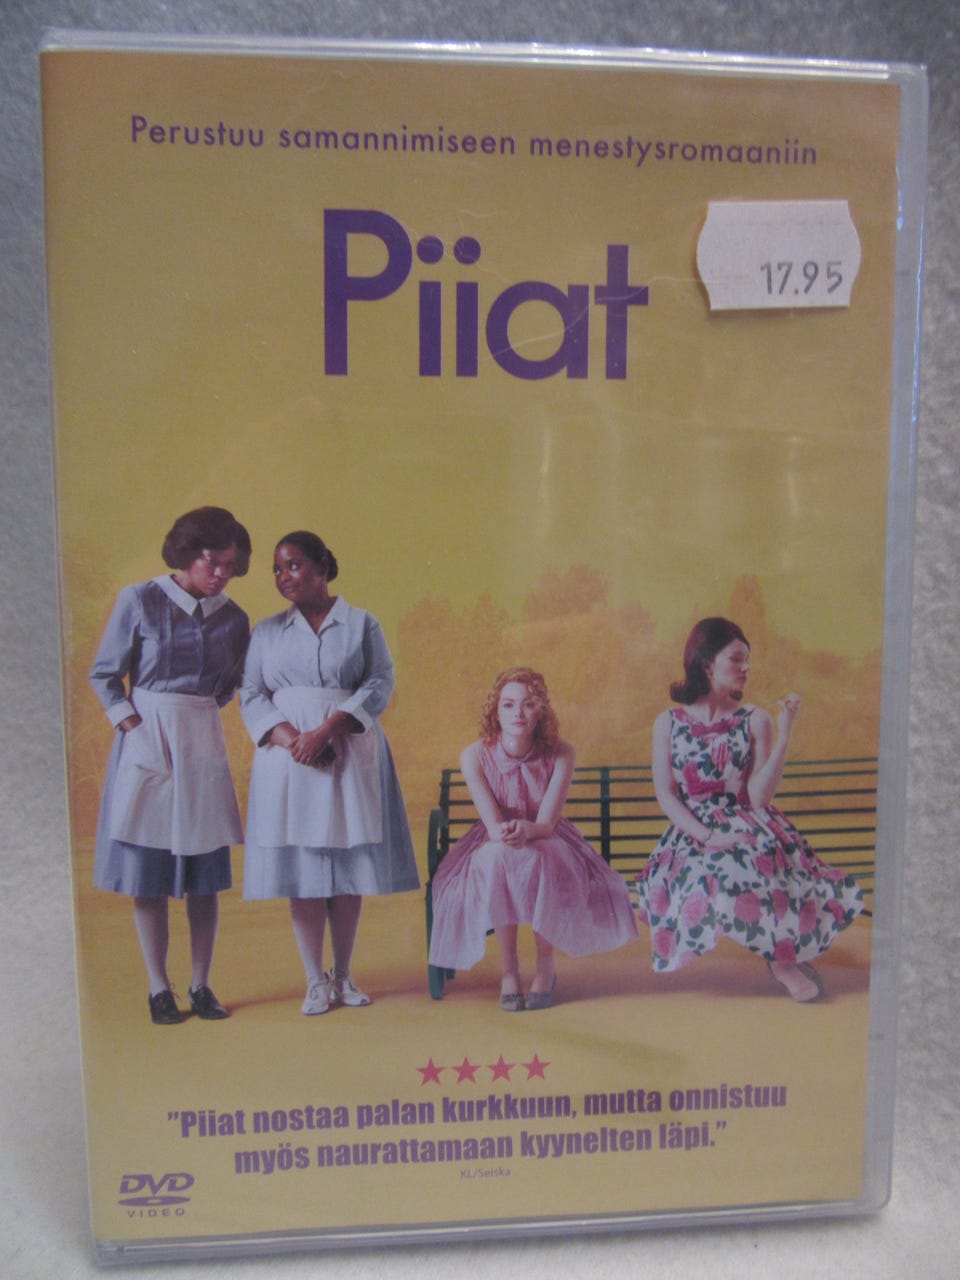 Perustuu samannimiseen menestysromaaniin
Piiat
17.95
"Piiat nostaa palan kurkkuun, mutta onnistuu
myös naurattamaan kyynelten läpi."
KL/Seiska
DVD
VIDEO